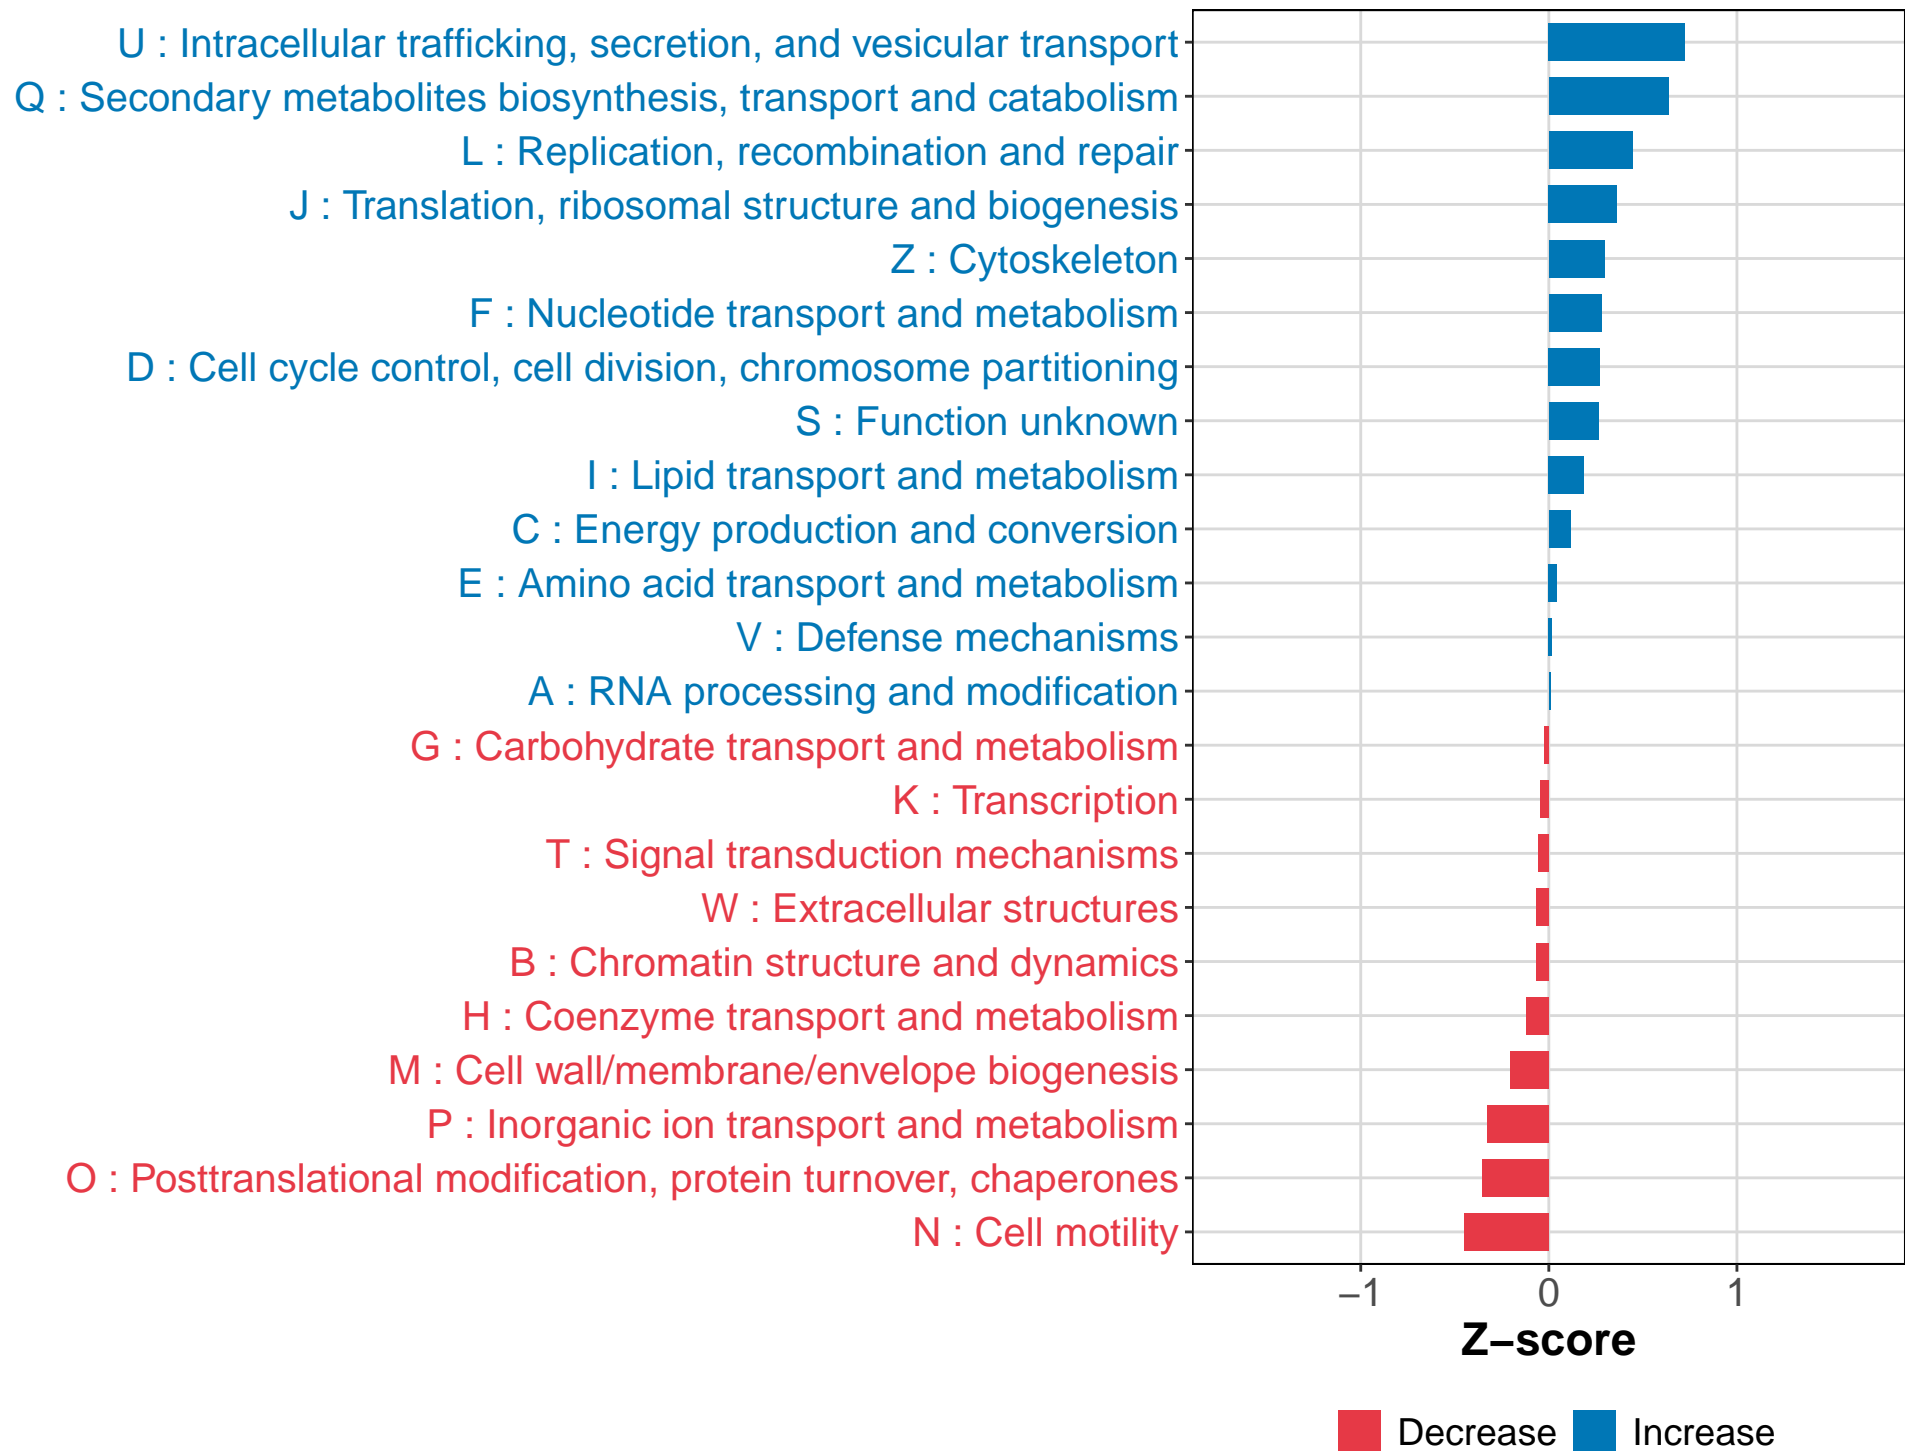 U : Intracellular trafficking, secretion, and vesicular transport
Q : Secondary metabolites biosynthesis, transport and catabolism
L : Replication, recombination and repair
J : Translation, ribosomal structure and biogenesis
Z : Cytoskeleton
F : Nucleotide transport and metabolism
D : Cell cycle control, cell division, chromosome partitioning
S : Function unknown
I : Lipid transport and metabolism
C : Energy production and conversion
E : Amino acid transport and metabolism
V : Defense mechanisms
A : RNA processing and modification
G : Carbohydrate transport and metabolism
K : Transcription
T : Signal transduction mechanisms
W : Extracellular structures
B : Chromatin structure and dynamics
H : Coenzyme transport and metabolism
M : Cell wall/membrane/envelope biogenesis
P : Inorganic ion transport and metabolism
O : Posttranslational modification, protein turnover, chaperones
N : Cell motility
−1 0 1
Z−score
Decrease Increase